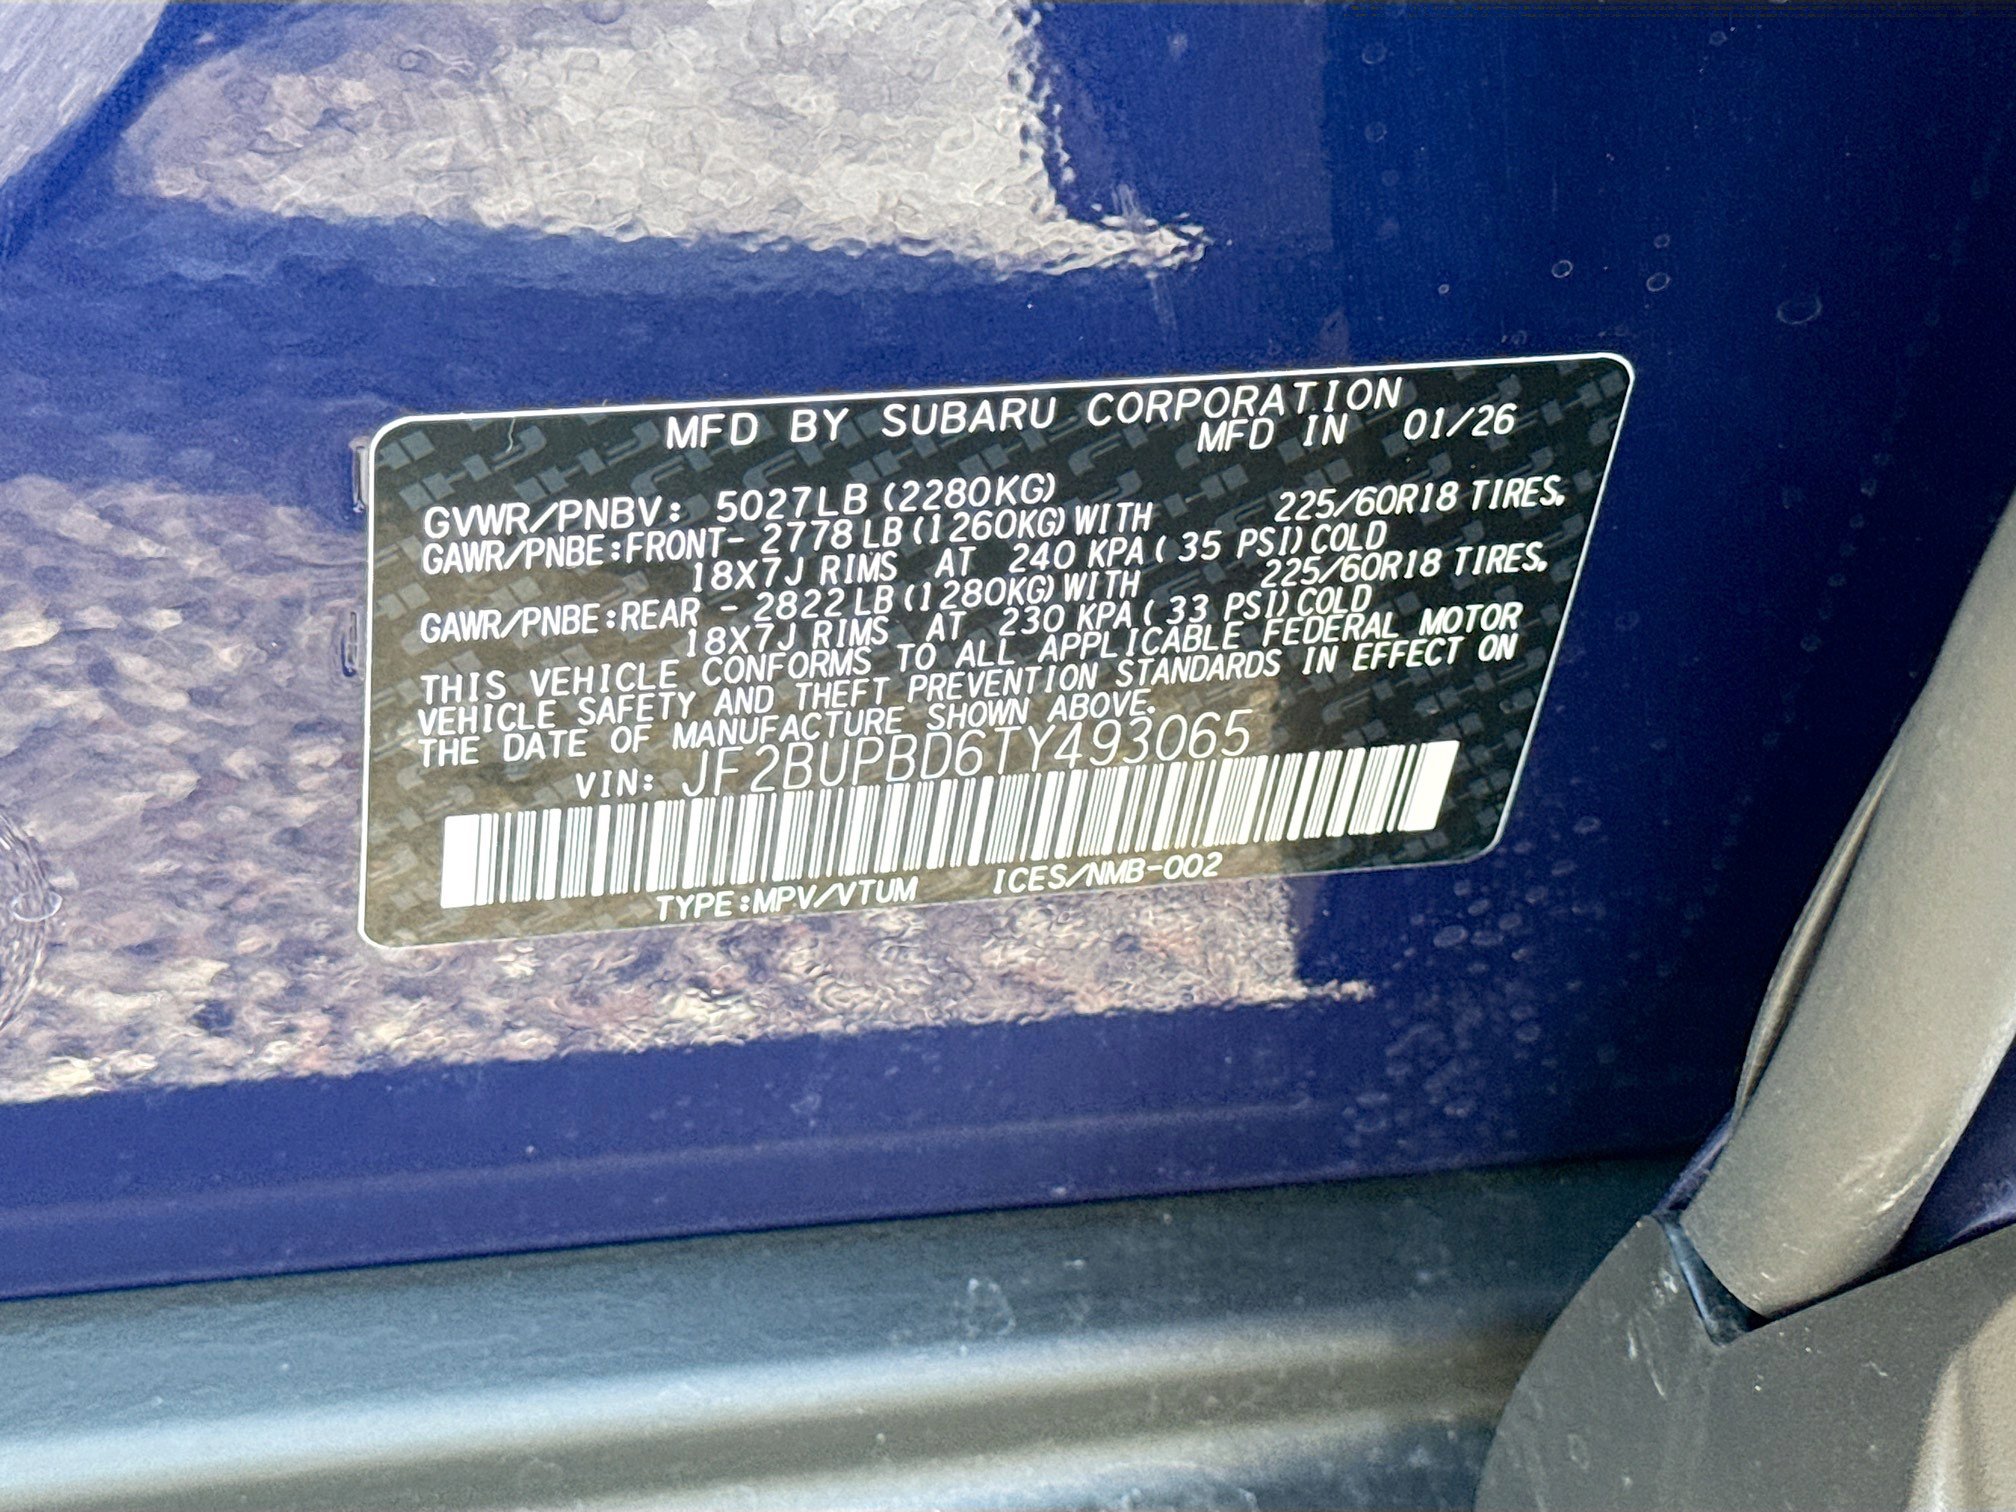 MFD BY SUBARU CORPORATION
MFD IN 01/26
GVWR/PNBV: 5027LB(2280KG)
GAWR/PNBE:FRONT- 2778LB(1260KG)WITH 225/60R18 TIRES.
18X7J RIMS AT 240 KPA( 35 PSI)COLD
GAWR/PNBE:REAR - 2822LB(1280KG)WITH 225/60R18 TIRES.
18X7J RIMS AT 230 KPA( 33 PSI)COLD
THIS VEHICLE CONFORMS TO ALL APPLICABLE FEDERAL MOTOR
VEHICLE SAFETY AND THEFT PREVENTION STANDARDS IN EFFECT ON
THE DATE OF MANUFACTURE SHOWN ABOVE.
VIN: JF2BUPBD6TY493065
TYPE:MPV/VTUM ICES/NMB-002